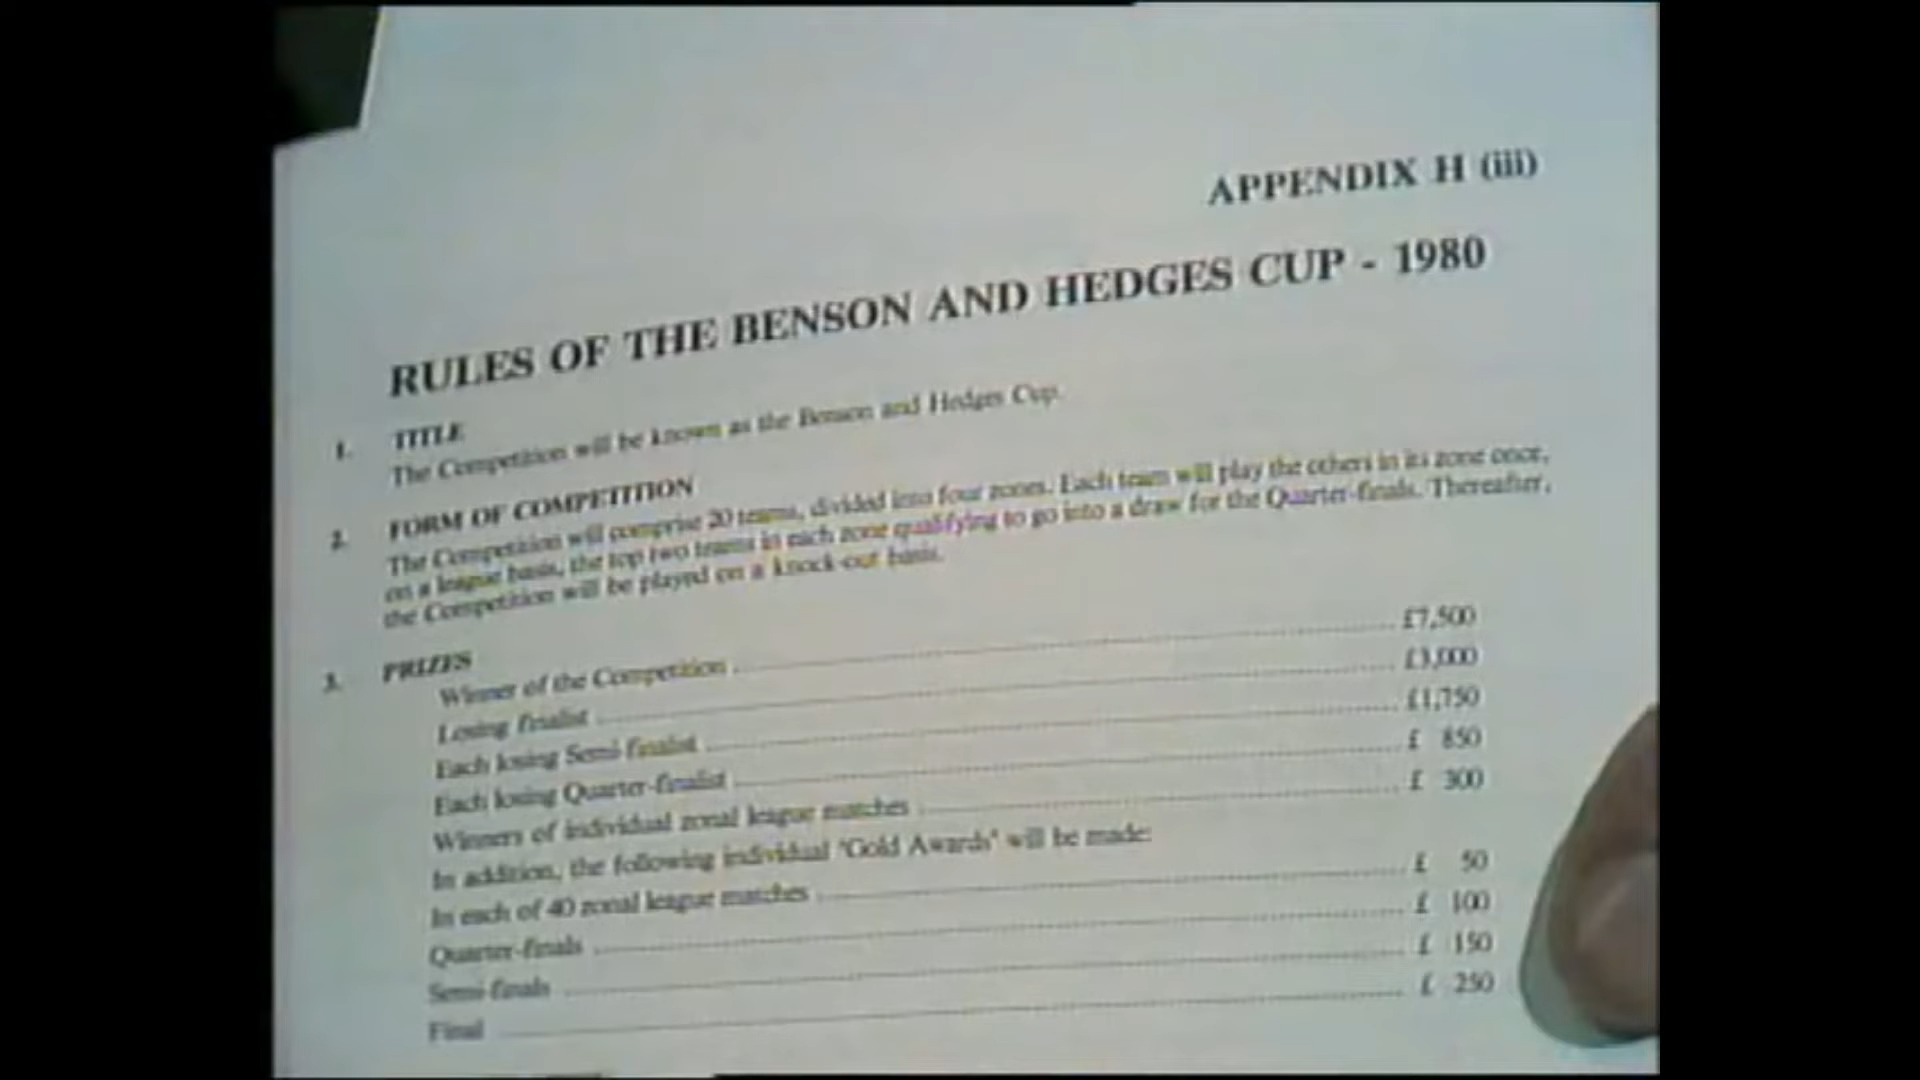 APPENDIX H (iii)
RULES OF THE BENSON AND HEDGES CUP - 1980
1. TITLE
The Competition will be known as the Benson and Hedges Cup.
2. FORM OF COMPETITION
The Competition will comprise 20 teams, divided into four zones. Each team will play the others in its zone once,
on a league basis, the top two teams in each zone qualifying to go into a draw for the Quarter-finals. Thereafter,
the Competition will be played on a knock-out basis.
3. PRIZES
Winner of the Competition ........ £7,500
Losing finalist ........ £3,000
Each losing Semi-finalist ........ £1,750
Each losing Quarter-finalist ........ £ 850
Winners of individual zonal league matches ........ £ 300
In addition, the following individual 'Gold Awards' will be made:
In each of 40 zonal league matches ........ £ 50
Quarter-finals ........ £ 100
Semi-finals ........ £ 150
Final ........ £ 250